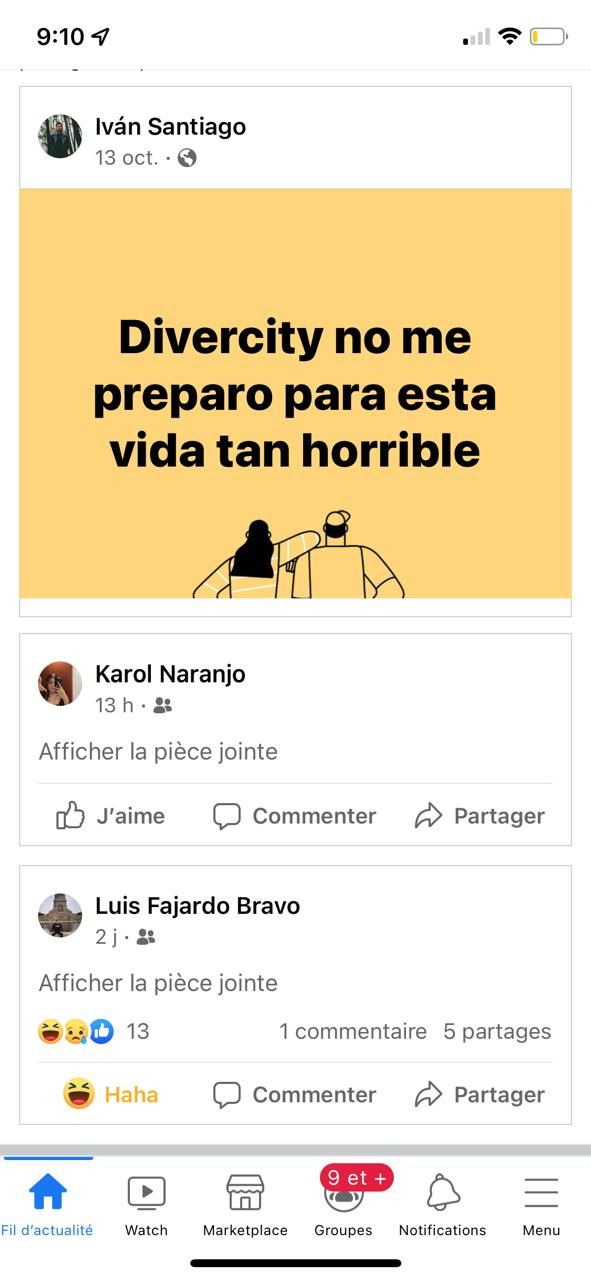 9:10
Iván Santiago
13 oct. ·
Divercity no me
preparo para esta
vida tan horrible
Karol Naranjo
13 h ·
Afficher la pièce jointe
J’aime Commenter Partager
Luis Fajardo Bravo
2 j ·
Afficher la pièce jointe
13 1 commentaire 5 partages
Haha Commenter Partager
9 et +
Fil d’actualité Watch Marketplace Groupes Notifications Menu